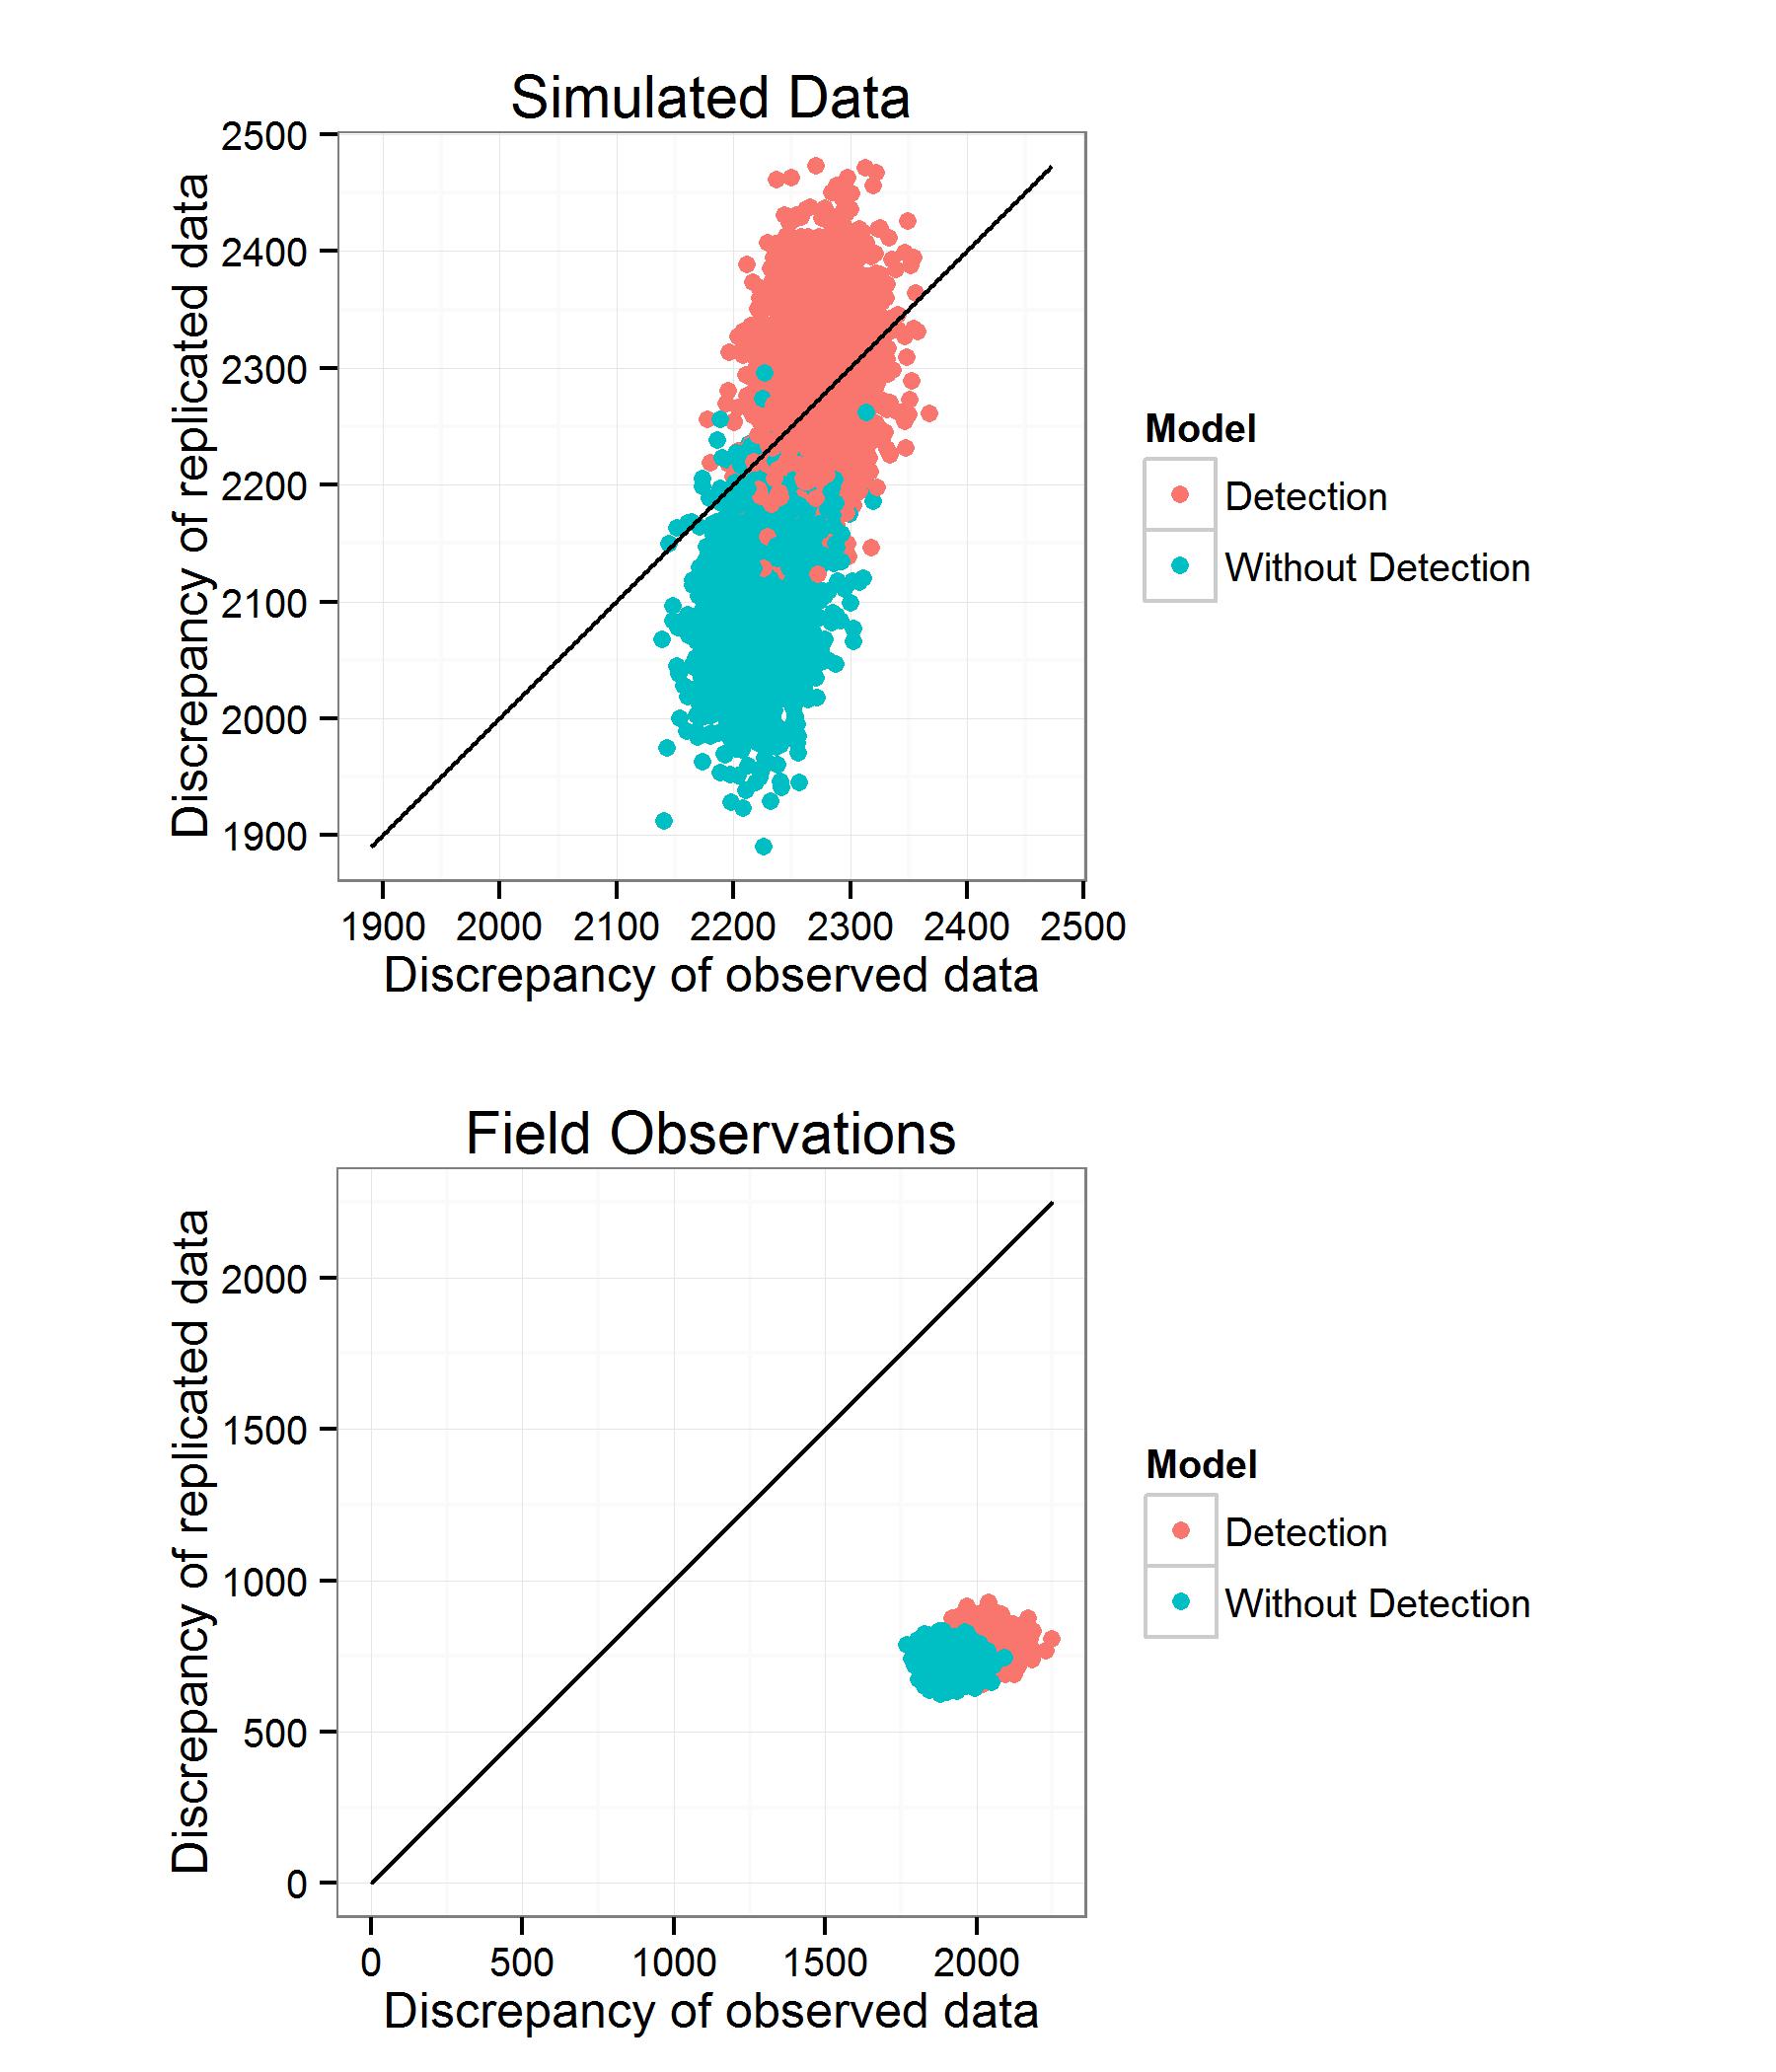 Simulated Data
Discrepancy of replicated data
2500
2400
2300
2200
2100
2000
1900
1900 2000 2100 2200 2300 2400 2500
Discrepancy of observed data
Model
Detection
Without Detection
Field Observations
Discrepancy of replicated data
2000
1500
1000
500
0
0 500 1000 1500 2000
Discrepancy of observed data
Model
Detection
Without Detection